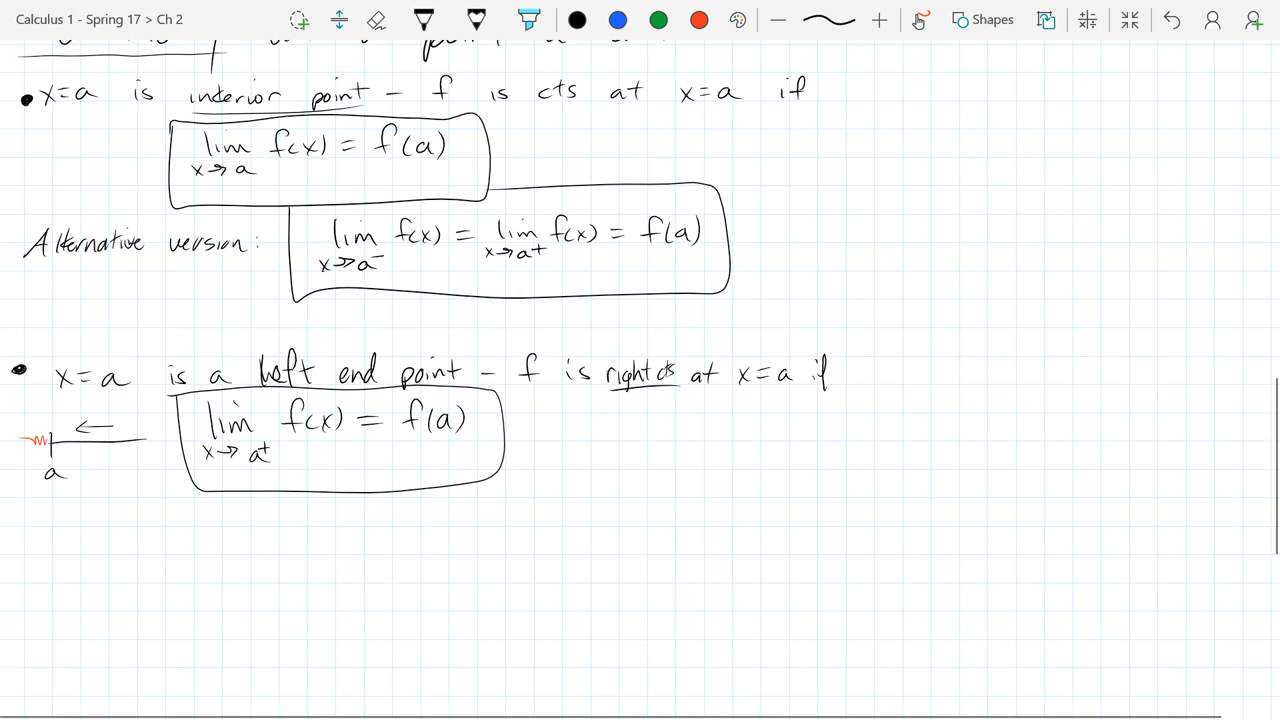 Calculus 1 - Spring 17 > Ch 2
Shapes
• x=a is interior point - f is cts at x=a if
lim f(x) = f(a)
x→a
Alternative version: lim f(x) = lim f(x) = f(a)
x→a⁻ x→a⁺
• x=a is a left end point - f is right cts at x=a if
lim f(x) = f(a)
x→a⁺
a